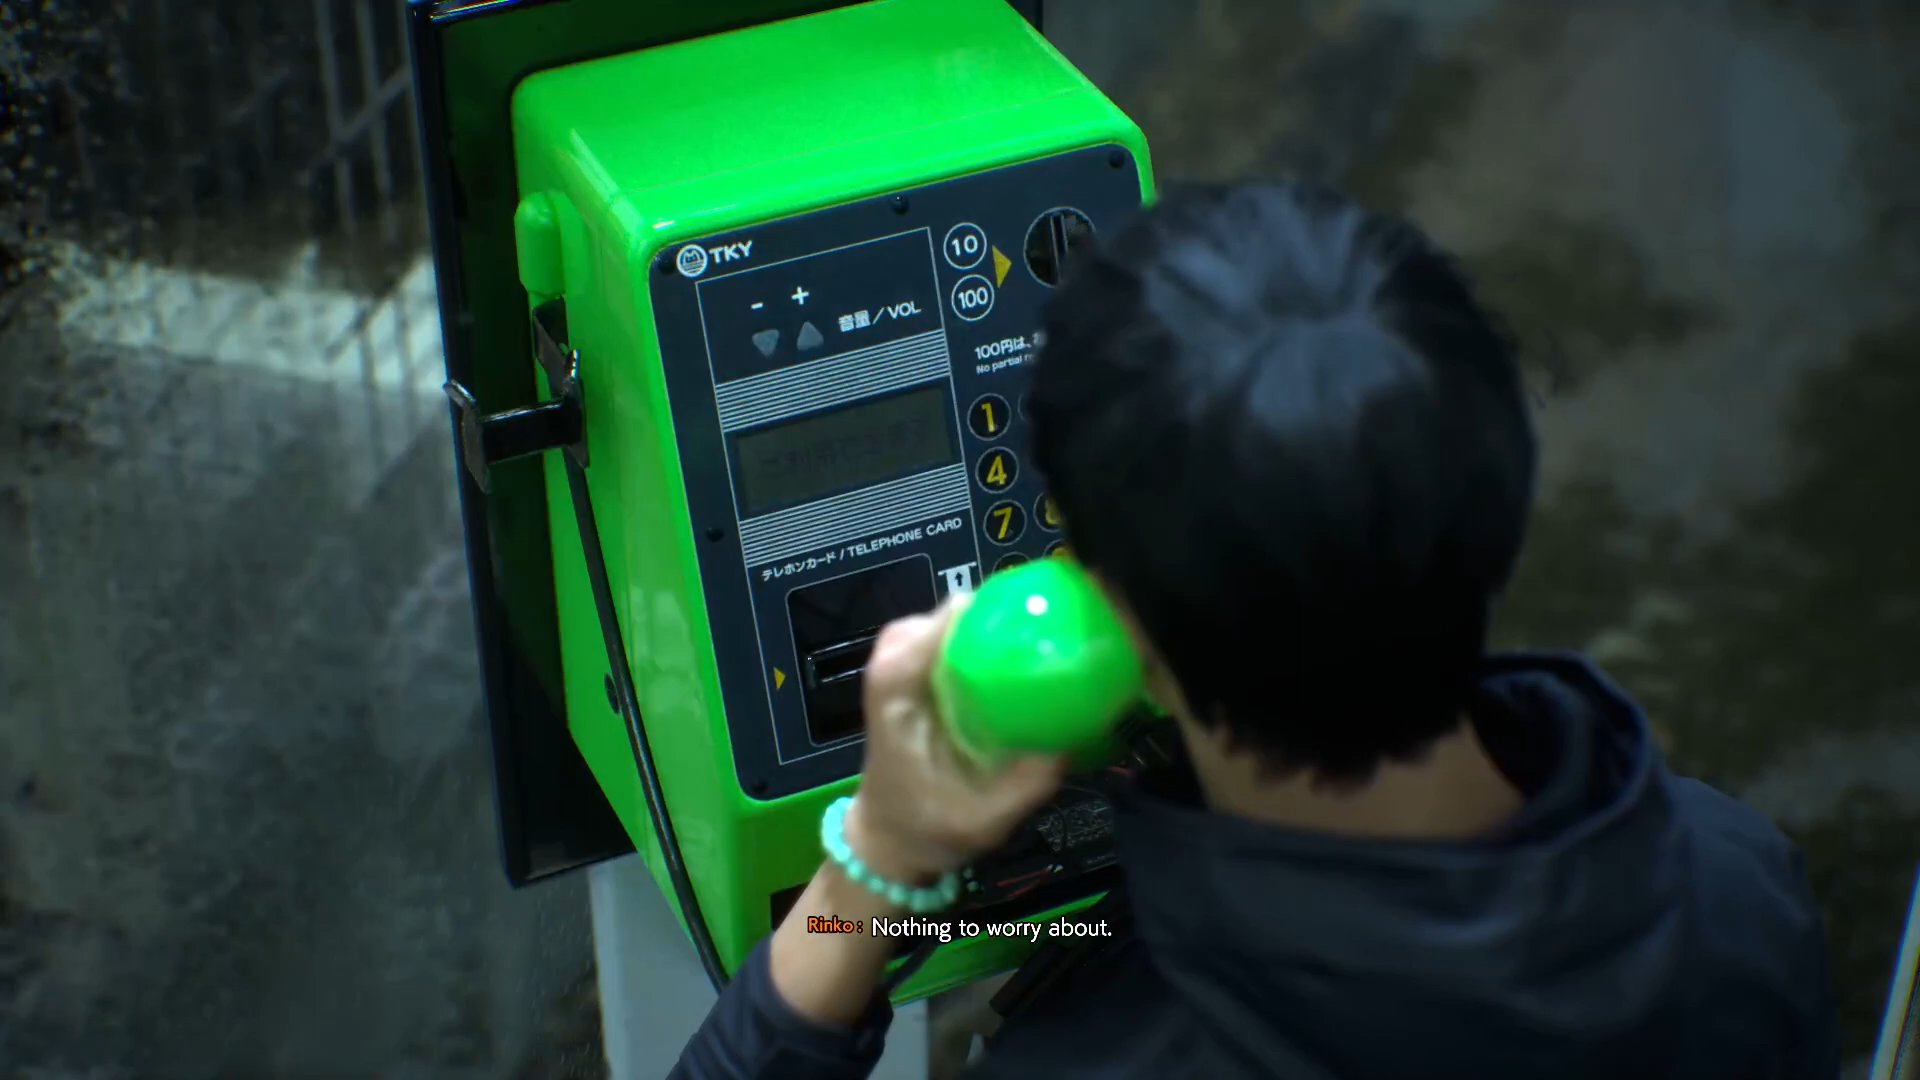 TKY
- +
音量/VOL
10
100
100円は、
No partial
1
4
7
テレホンカード/TELEPHONE CARD
Rinko: Nothing to worry about.